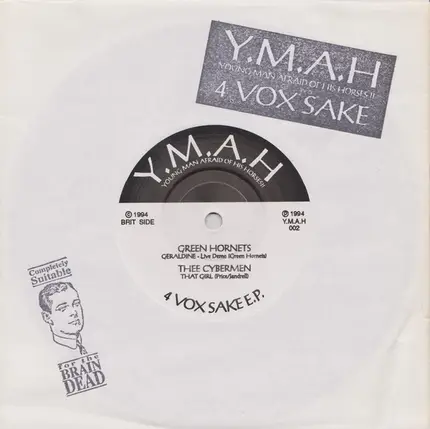 Y.M.A.H
YOUNG MAN AFRAID OF HIS HORSES!!
4 VOX SAKE
Y.M.A.H
YOUNG MAN AFRAID OF HIS HORSES!!
© 1994
BRIT SIDE
℗ 1994
Y.M.A.H
002
GREEN HORNETS
GERALDINE - Live Demo (Green Hornets)
THEE CYBERMEN
THAT GIRL (Price/Jandrell)
4 VOX SAKE E.P.
Completely
Suitable
for the
BRAIN
DEAD